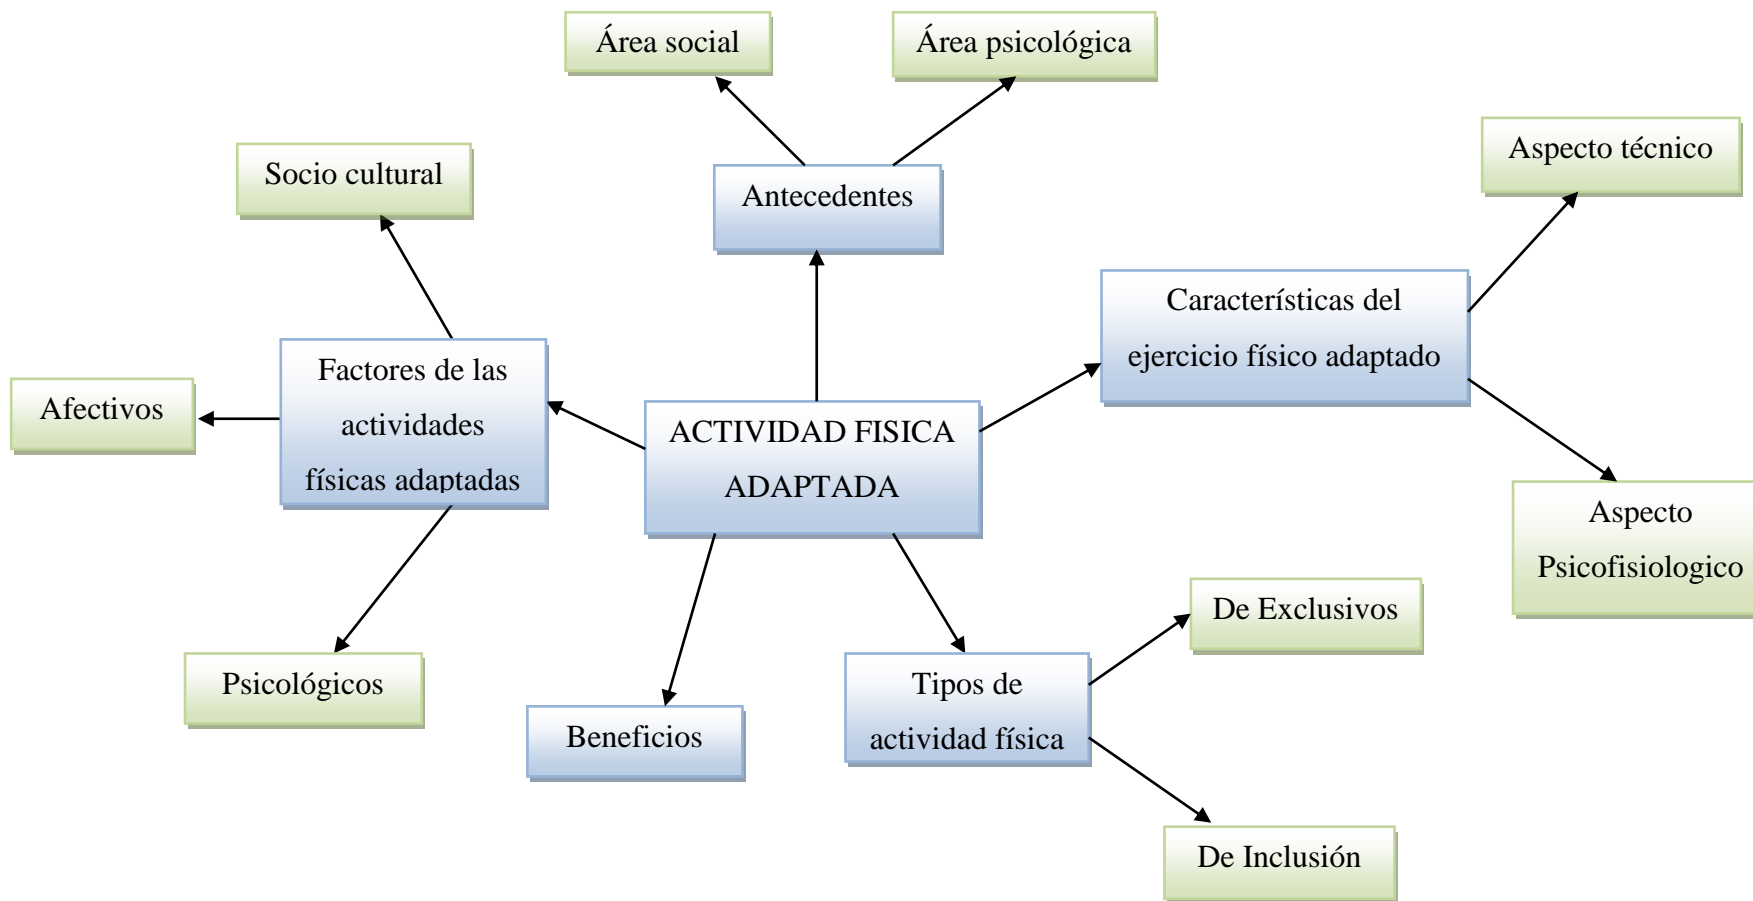 Área social
Área psicológica
Aspecto técnico
Socio cultural
Antecedentes
Características del
ejercicio físico adaptado
Factores de las
actividades
físicas adaptadas
Afectivos
ACTIVIDAD FISICA
ADAPTADA
Aspecto
Psicofisiologico
De Exclusivos
Psicológicos
Beneficios
Tipos de
actividad física
De Inclusión